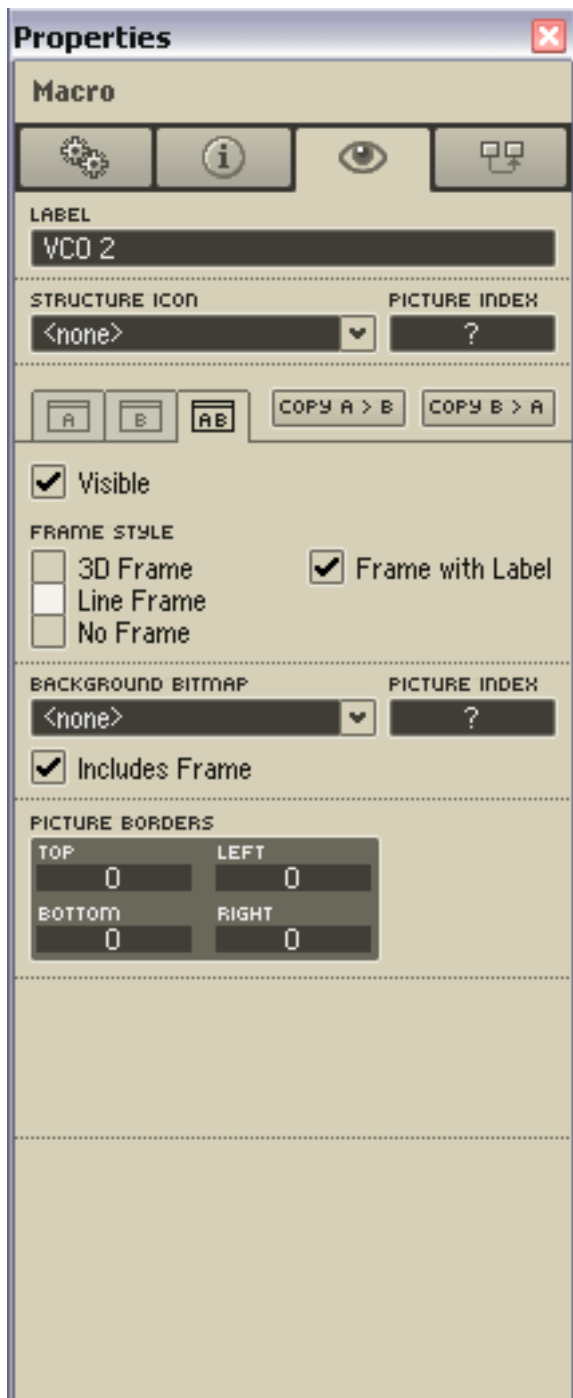 Properties
Macro
i
LABEL
VCO 2
STRUCTURE ICON PICTURE INDEX
<none> ?
A B AB COPY A > B COPY B > A
Visible
FRAME STYLE
3D Frame Frame with Label
Line Frame
No Frame
BACKGROUND BITMAP PICTURE INDEX
<none> ?
Includes Frame
PICTURE BORDERS
TOP LEFT
0 0
BOTTOM RIGHT
0 0